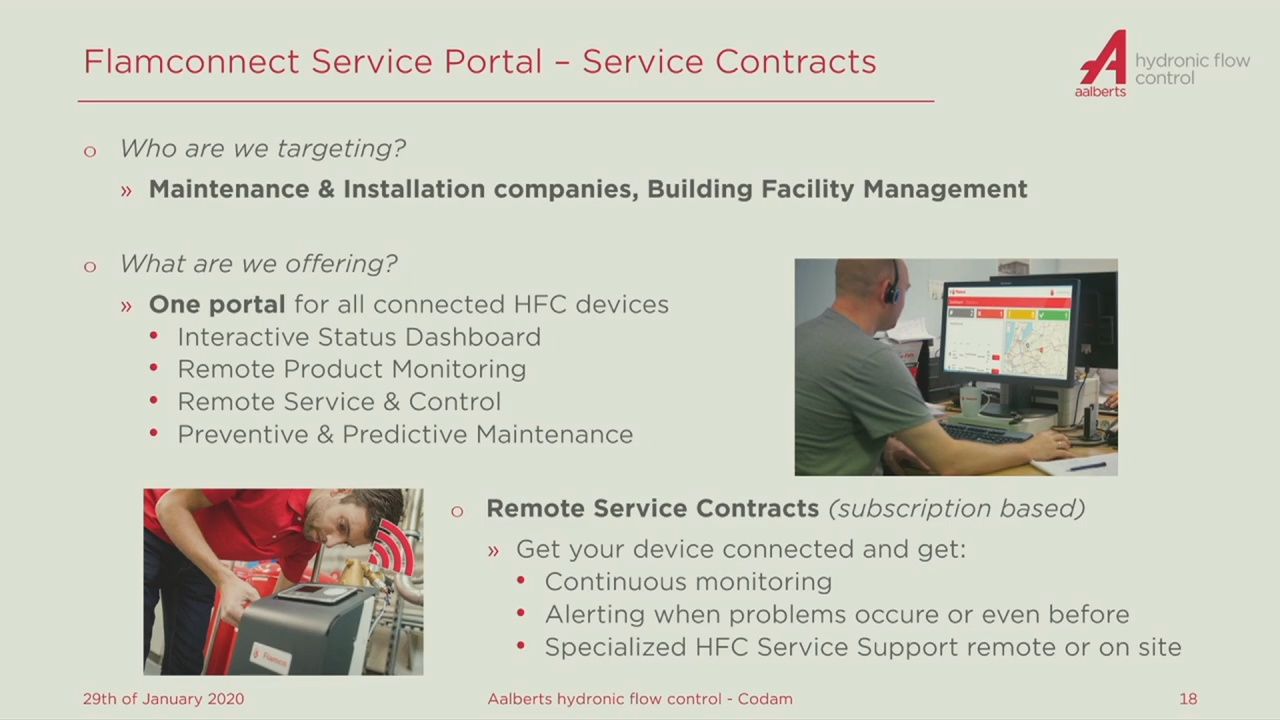 Flamconnect Service Portal – Service Contracts
hydronic flow
control
aalberts
o Who are we targeting?
» Maintenance & Installation companies, Building Facility Management
o What are we offering?
» One portal for all connected HFC devices
• Interactive Status Dashboard
• Remote Product Monitoring
• Remote Service & Control
• Preventive & Predictive Maintenance
o Remote Service Contracts (subscription based)
» Get your device connected and get:
• Continuous monitoring
• Alerting when problems occure or even before
• Specialized HFC Service Support remote or on site
Flamco
29th of January 2020
Aalberts hydronic flow control - Codam
18